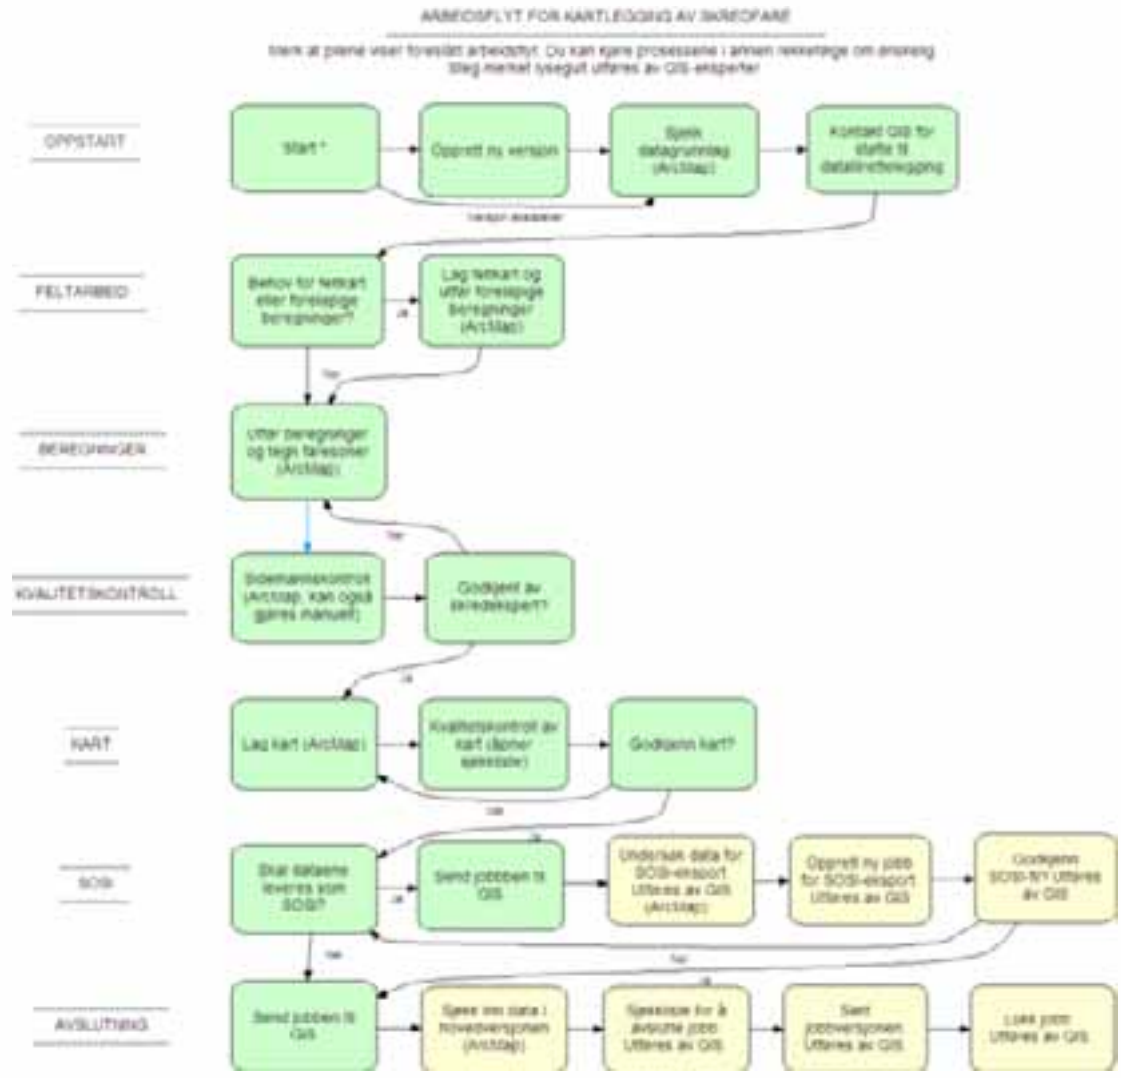 ARBEIDSFLYT FOR KARTLEGGING AV SKREDFARE
Merk at pilene viser foreslått arbeidsflyt. Du kan kjøre prosessene i annen rekkefølge om ønskelig.
Steg merket lysegult utføres av GIS-eksperter
OPPSTART
Start *
Opprett ny versjon
Sjekk
datagrunnlag
(ArcMap)
Kontakt GIS for
støtte til
datatilrettelegging
Versjon eksisterer
FELTARBEID
Behov for feltkart
eller foreløpige
beregninger?
Ja
Lag feltkart og
utfør foreløpige
beregninger
(ArcMap)
Nei
BEREGNINGER
Utfør beregninger
og tegn faresoner
(ArcMap)
Nei
KVALITETSKONTROLL
Sidemannskontroll
(ArcMap, kan også
gjøres manuelt)
Godkjent av
skredekspert?
Ja
KART
Lag kart (ArcMap)
Kvalitetskontroll av
kart (åpner
sjekkliste)
Godkjenn kart?
Nei
Ja
SOSI
Skal dataene
leveres som
SOSI?
Ja
Send jobben til
GIS
Undersøk data for
SOSI-eksport
Utføres av GIS
(ArcMap)
Opprett ny jobb
for SOSI-eksport
Utføres av GIS
Godkjenn
SOSI-fil? Utføres
av GIS
Nei
Nei
Ja
AVSLUTNING
Send jobben til
GIS
Sjekk inn data i
hovedversjonen
(ArcMap)
Sjekkliste for å
avslutte jobb
Utføres av GIS
Slett
jobbversjonen
Utføres av GIS
Lukk jobb
Utføres av GIS